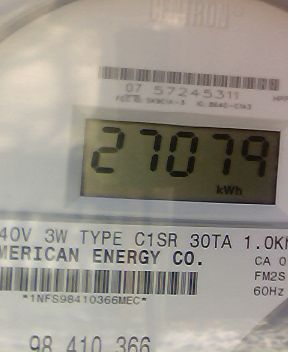 CENTRON
07 57245311
27079
kWh
40V 3W TYPE C1SR 30TA 1.0K
MERICAN ENERGY CO.
CA 0
FM2S
60Hz
*1NFS98410366MEC*
98 410 366